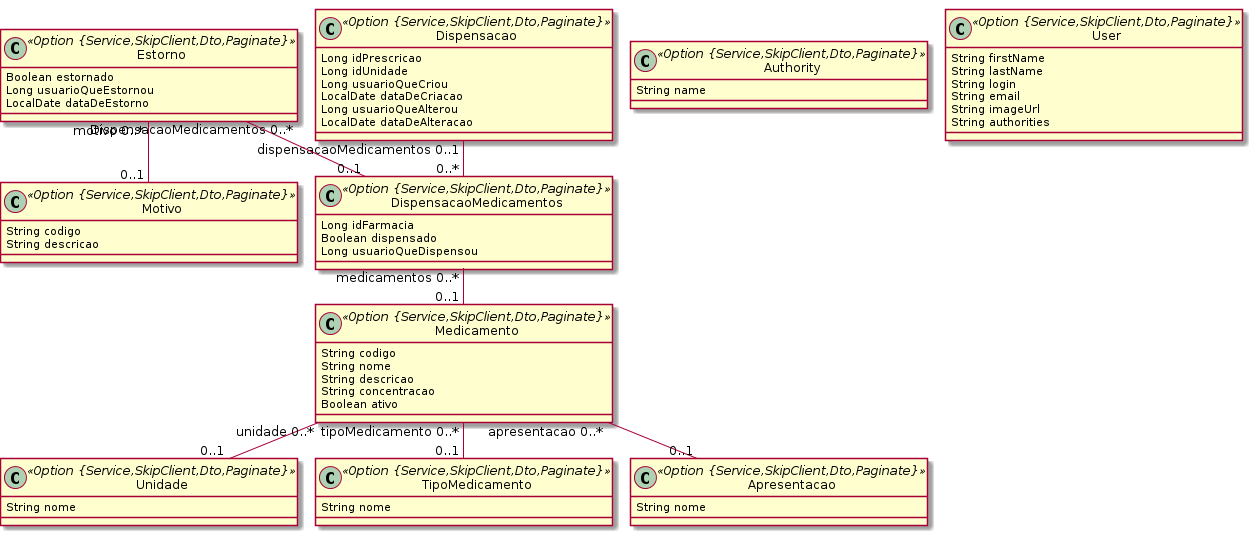 C
«Option {Service,SkipClient,Dto,Paginate}»
Estorno
Boolean estornado
Long usuarioQueEstornou
LocalDate dataDeEstorno
C
«Option {Service,SkipClient,Dto,Paginate}»
Dispensacao
Long idPrescricao
Long idUnidade
Long usuarioQueCriou
LocalDate dataDeCriacao
Long usuarioQueAlterou
LocalDate dataDeAlteracao
C
«Option {Service,SkipClient,Dto,Paginate}»
Authority
String name
C
«Option {Service,SkipClient,Dto,Paginate}»
User
String firstName
String lastName
String login
String email
String imageUrl
String authorities
motivo 0..*
DispensacaoMedicamentos 0..*
dispensacaoMedicamentos 0..1
0..1
0..1
0..*
C
«Option {Service,SkipClient,Dto,Paginate}»
Motivo
String codigo
String descricao
C
«Option {Service,SkipClient,Dto,Paginate}»
DispensacaoMedicamentos
Long idFarmacia
Boolean dispensado
Long usuarioQueDispensou
medicamentos 0..*
0..1
C
«Option {Service,SkipClient,Dto,Paginate}»
Medicamento
String codigo
String nome
String descricao
String concentracao
Boolean ativo
unidade 0..*
tipoMedicamento 0..*
apresentacao 0..*
0..1
0..1
0..1
C
«Option {Service,SkipClient,Dto,Paginate}»
Unidade
String nome
C
«Option {Service,SkipClient,Dto,Paginate}»
TipoMedicamento
String nome
C
«Option {Service,SkipClient,Dto,Paginate}»
Apresentacao
String nome